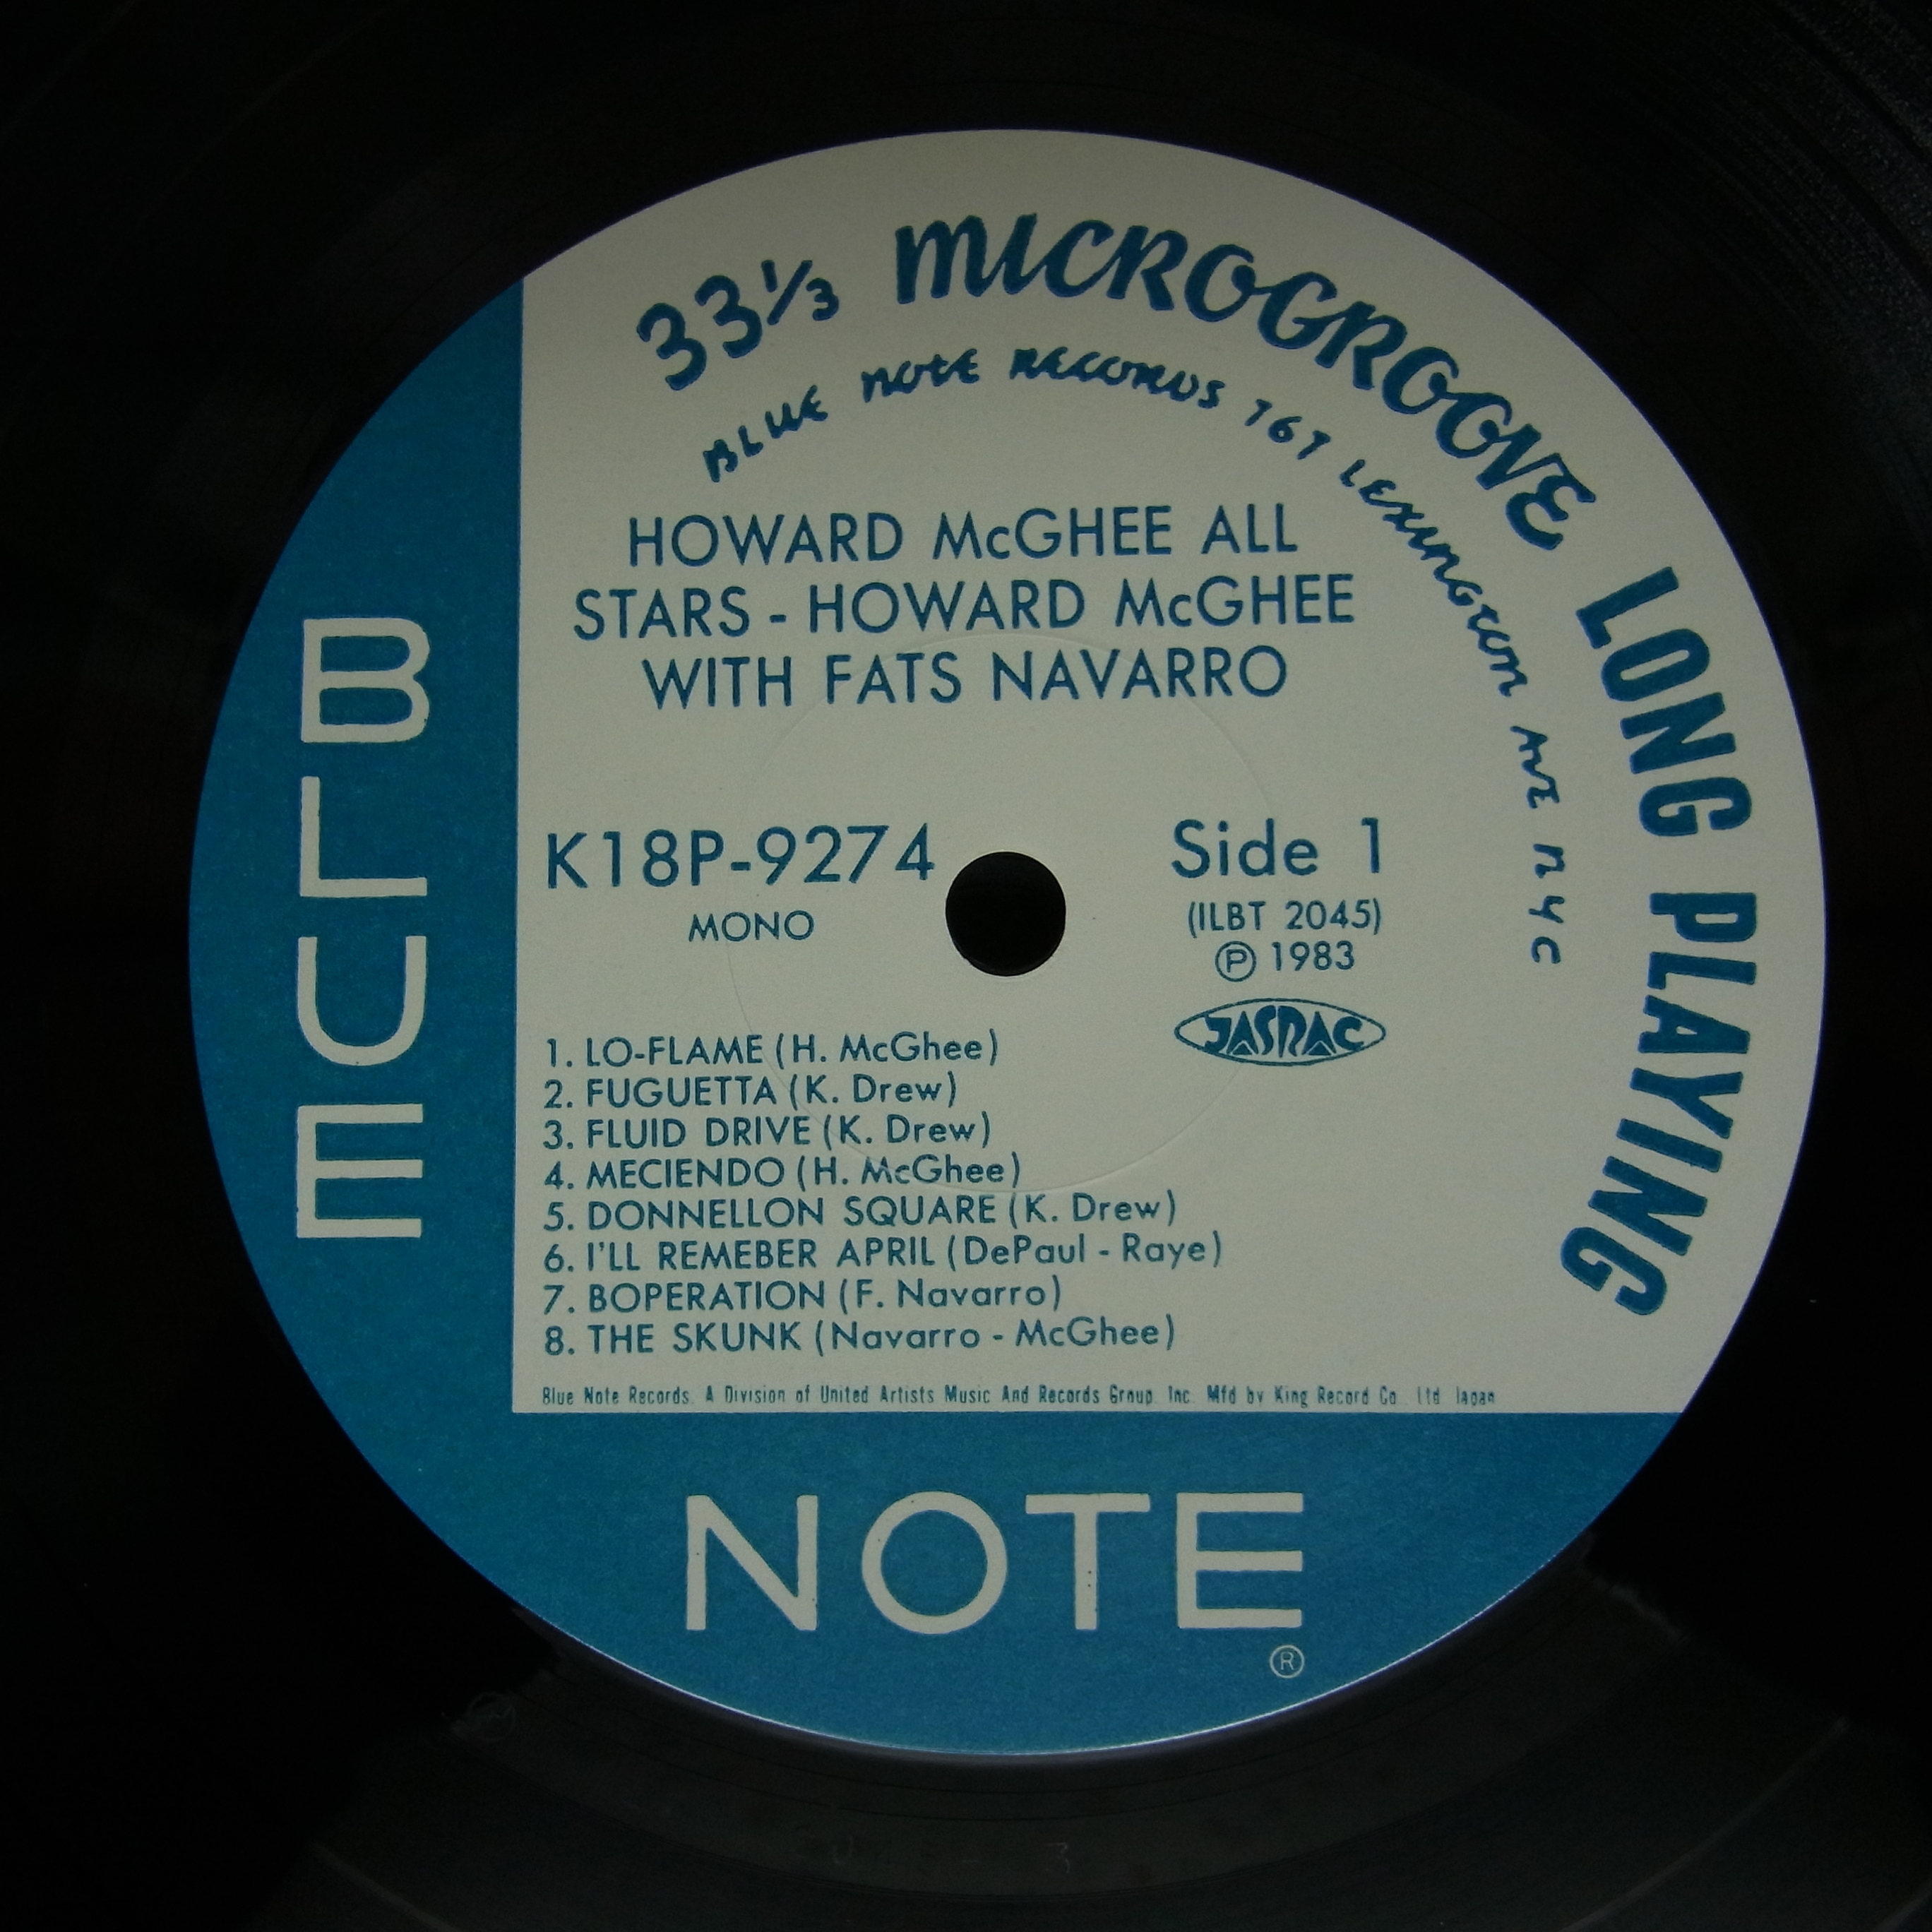 33⅓ MICROGROOVE LONG PLAYING
BLUE NOTE RECORDS 767 LEXINGTON AVE NYC
HOWARD McGHEE ALL
STARS - HOWARD McGHEE
WITH FATS NAVARRO
K18P-9274
MONO
Side 1
(ILBT 2045)
Ⓟ 1983
JASRAC
1. LO-FLAME (H. McGhee)
2. FUGUETTA (K. Drew)
3. FLUID DRIVE (K. Drew)
4. MECIENDO (H. McGhee)
5. DONNELLON SQUARE (K. Drew)
6. I'LL REMEBER APRIL (DePaul - Raye)
7. BOPERATION (F. Navarro)
8. THE SKUNK (Navarro - McGhee)
Blue Note Records. A Division of United Artists Music And Records Group. Inc. Mfd by King Record Co. Ltd Japan
BLUE
NOTE
®